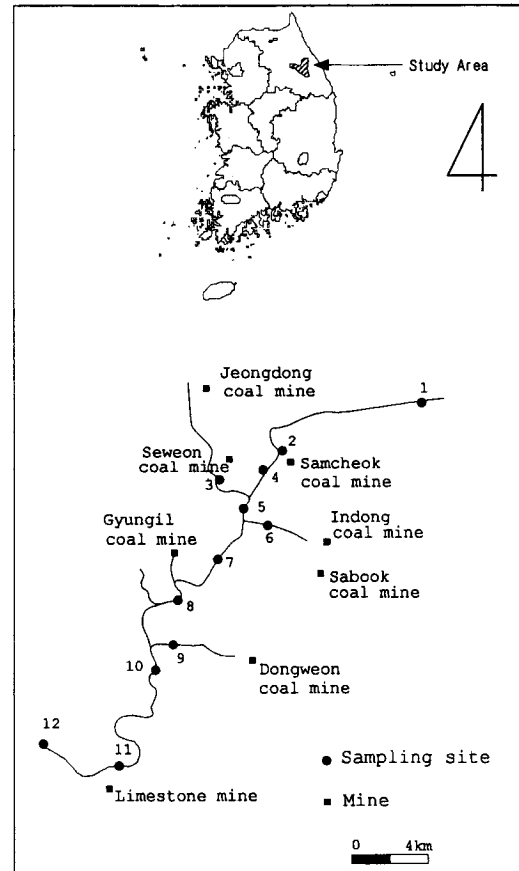 Study Area
Jeongdong
coal mine
1
2
Seweon
coal mine
Samcheok
coal mine
4
3
5
Indong
coal mine
6
Gyungil
coal mine
7
Sabook
coal mine
8
9
10
Dongweon
coal mine
12
11
Sampling site
Limestone mine
Mine
0 4km